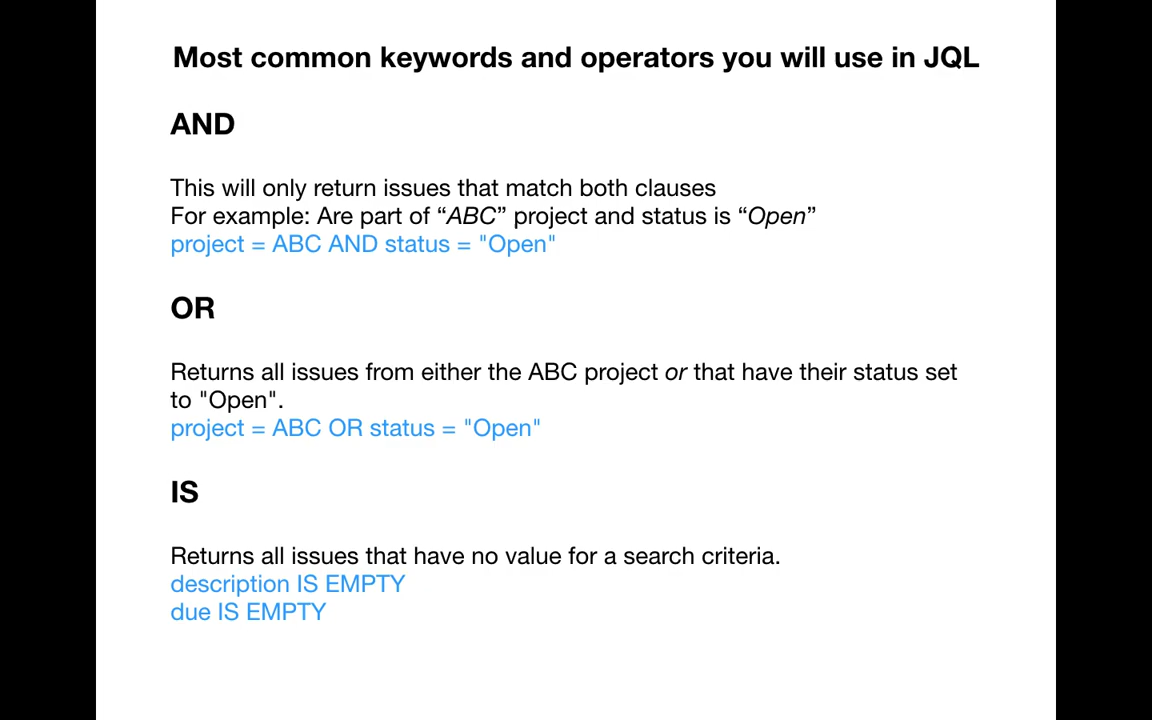 Most common keywords and operators you will use in JQL
AND
This will only return issues that match both clauses
For example: Are part of “ABC” project and status is “Open”
project = ABC AND status = "Open"
OR
Returns all issues from either the ABC project or that have their status set
to "Open".
project = ABC OR status = "Open"
IS
Returns all issues that have no value for a search criteria.
description IS EMPTY
due IS EMPTY